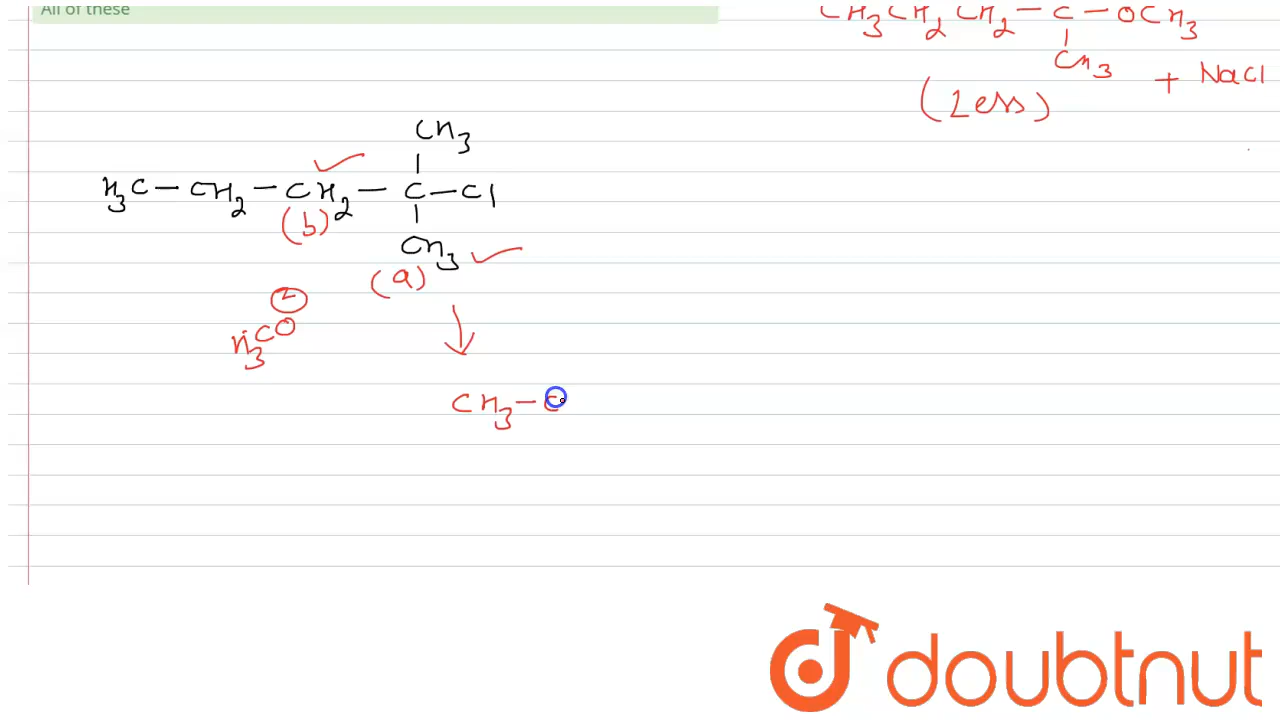 All of these
CH3CH2CH2 — C — OCH3
|
CH3
+ NaCl
(Less)
CH3
|
H3C — CH2 — CH2 — C — Cl
(b)
|
CH3
(a)
H3CO
CH3 — C
doubtnut